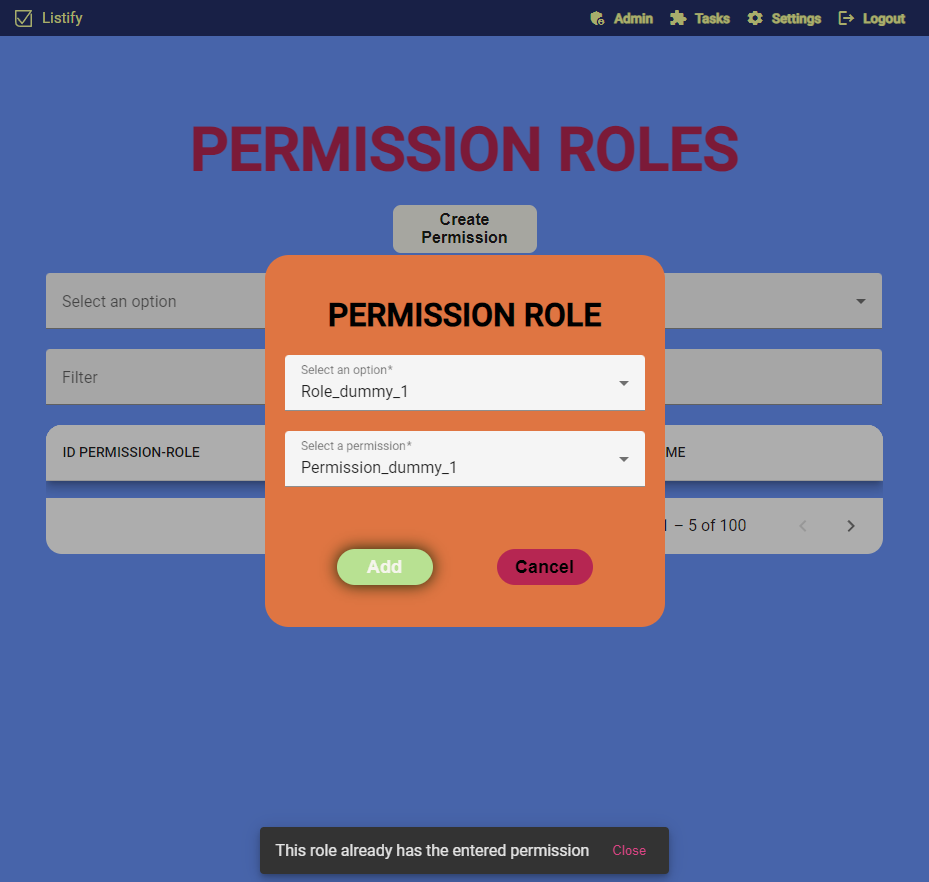 Listify
Admin
Tasks
Settings
Logout
PERMISSION ROLES
Create
Permission
Select an option
Filter
ID PERMISSION-ROLE
ME
1 – 5 of 100
PERMISSION ROLE
Select an option*
Role_dummy_1
Select a permission*
Permission_dummy_1
Add
Cancel
This role already has the entered permission
Close